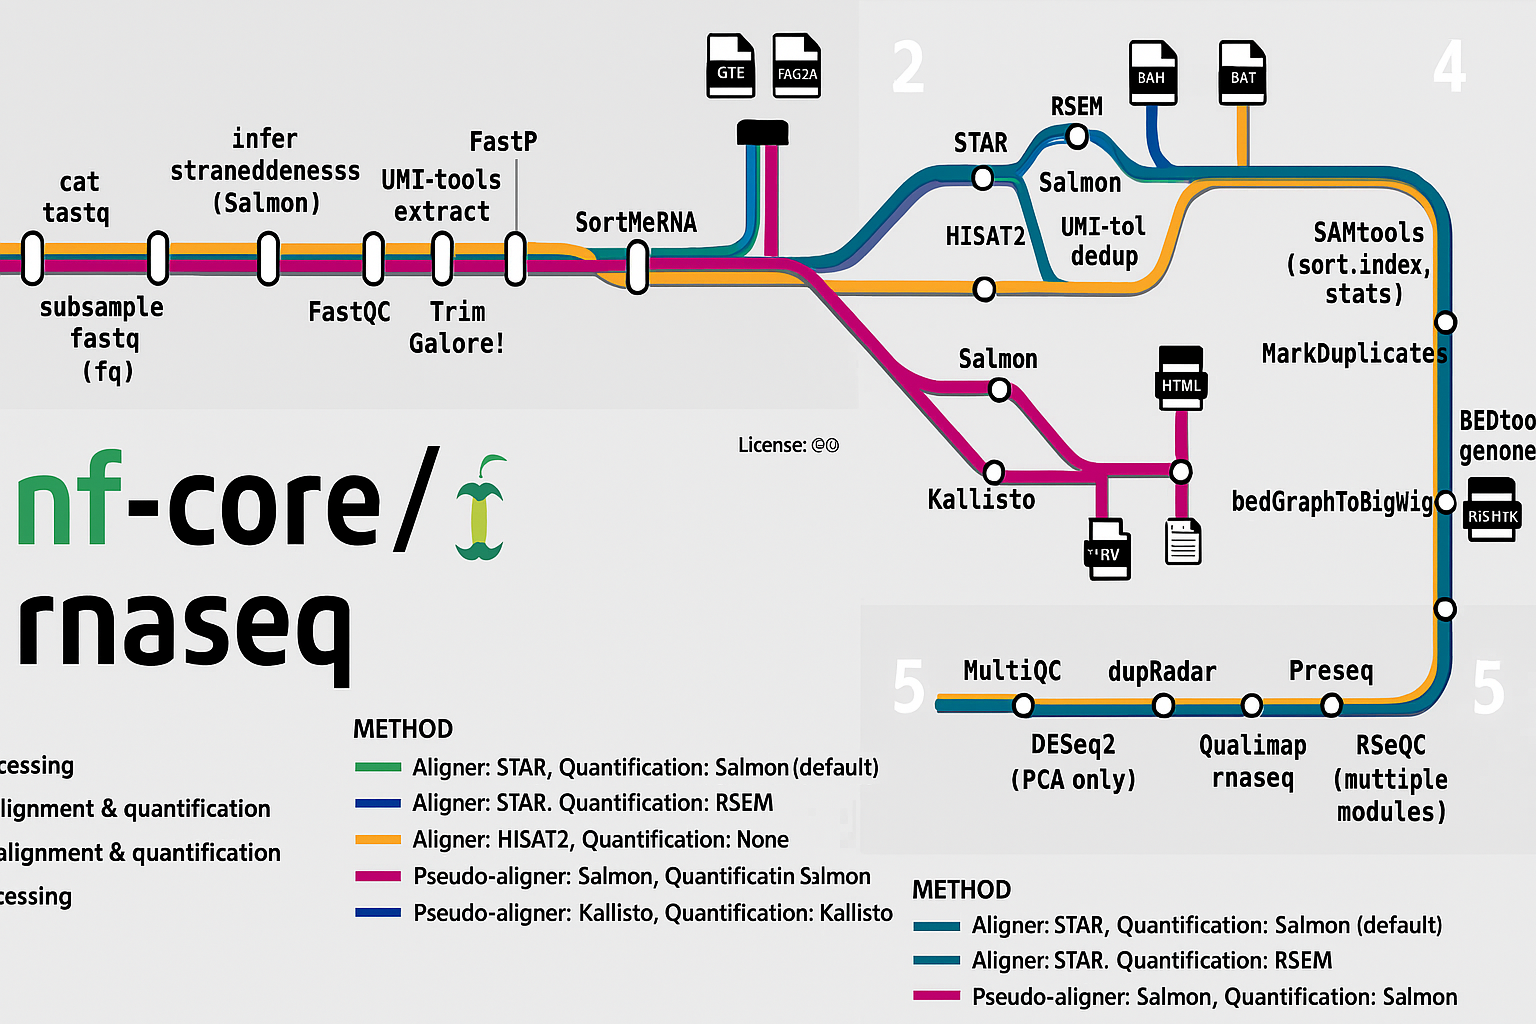 GTE
FAG2A
2
BAH
BAT
4
infer
straneddenesss
(Salmon)
FastP
cat
tastq
UMI-tools
extract
SortMeRNA
RSEM
STAR
Salmon
HISAT2
UMI-tol
dedup
SAMtools
(sort.index,
stats)
subsample
fastq
(fq)
FastQC
Trim
Galore!
Salmon
HTML
MarkDuplicates
BEDtoo
genone
License:
Kallisto
bedGraphToBigWig
RiSHTK
RV
nf-core/
rnaseq
5
MultiQC
dupRadar
Preseq
5
DESeq2
(PCA only)
Qualimap
rnaseq
RSeQC
(muttiple
modules)
METHOD
cessing
lignment & quantification
alignment & quantification
cessing
Aligner: STAR, Quantification: Salmon (default)
Aligner: STAR. Quantification: RSEM
Aligner: HISAT2, Quantification: None
Pseudo-aligner: Salmon, Quantificatin Salmon
Pseudo-aligner: Kallisto, Quantification: Kallisto
METHOD
Aligner: STAR, Quantification: Salmon (default)
Aligner: STAR. Quantification: RSEM
Pseudo-aligner: Salmon, Quantification: Salmon